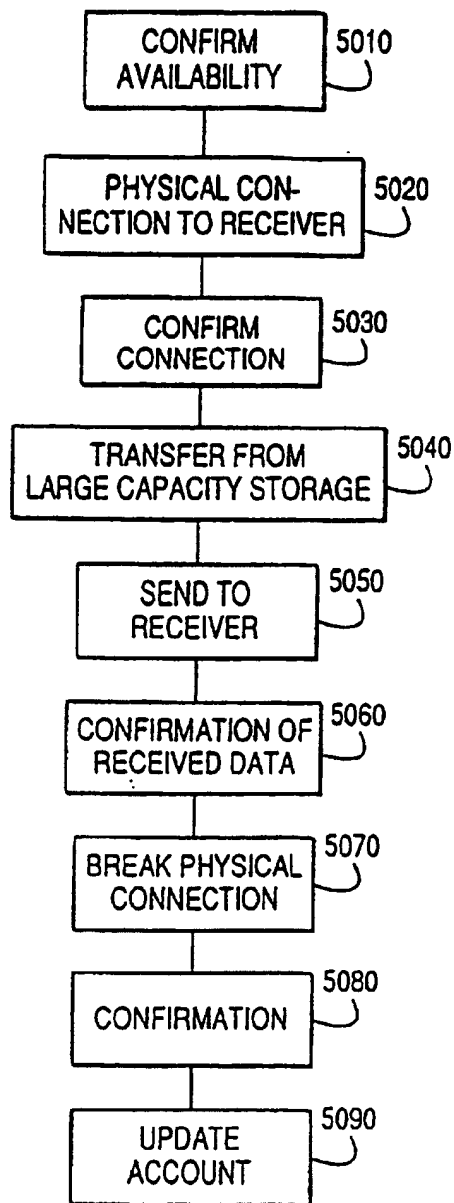 CONFIRM
AVAILABILITY
5010
PHYSICAL CON-
NECTION TO RECEIVER
5020
CONFIRM
CONNECTION
5030
TRANSFER FROM
LARGE CAPACITY STORAGE
5040
SEND TO
RECEIVER
5050
CONFIRMATION OF
RECEIVED DATA
5060
BREAK PHYSICAL
CONNECTION
5070
CONFIRMATION
5080
UPDATE
ACCOUNT
5090